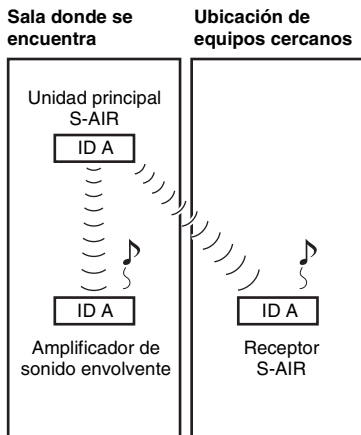 Sala donde se
encuentra
Ubicación de
equipos cercanos
Unidad principal
S-AIR
ID A
ID A
Amplificador de
sonido envolvente
ID A
Receptor
S-AIR